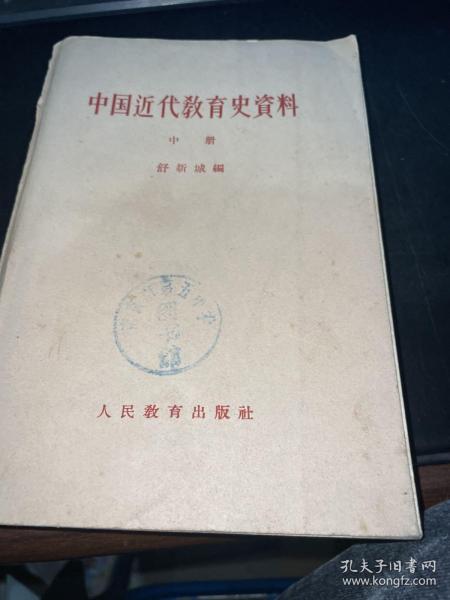 中国近代教育史資料
中册
舒新城編
人民教育出版社
孔夫子旧书网
www.kongfz.com